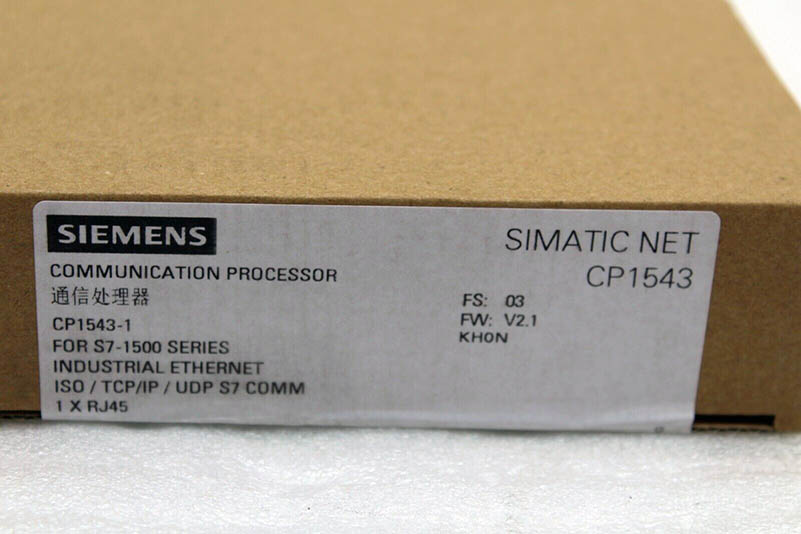 SIEMENS
SIMATIC NET
CP1543
COMMUNICATION PROCESSOR
通信处理器
CP1543-1
FOR S7-1500 SERIES
INDUSTRIAL ETHERNET
ISO / TCP/IP / UDP S7 COMM
1 X RJ45
FS: 03
FW: V2.1
KH0N